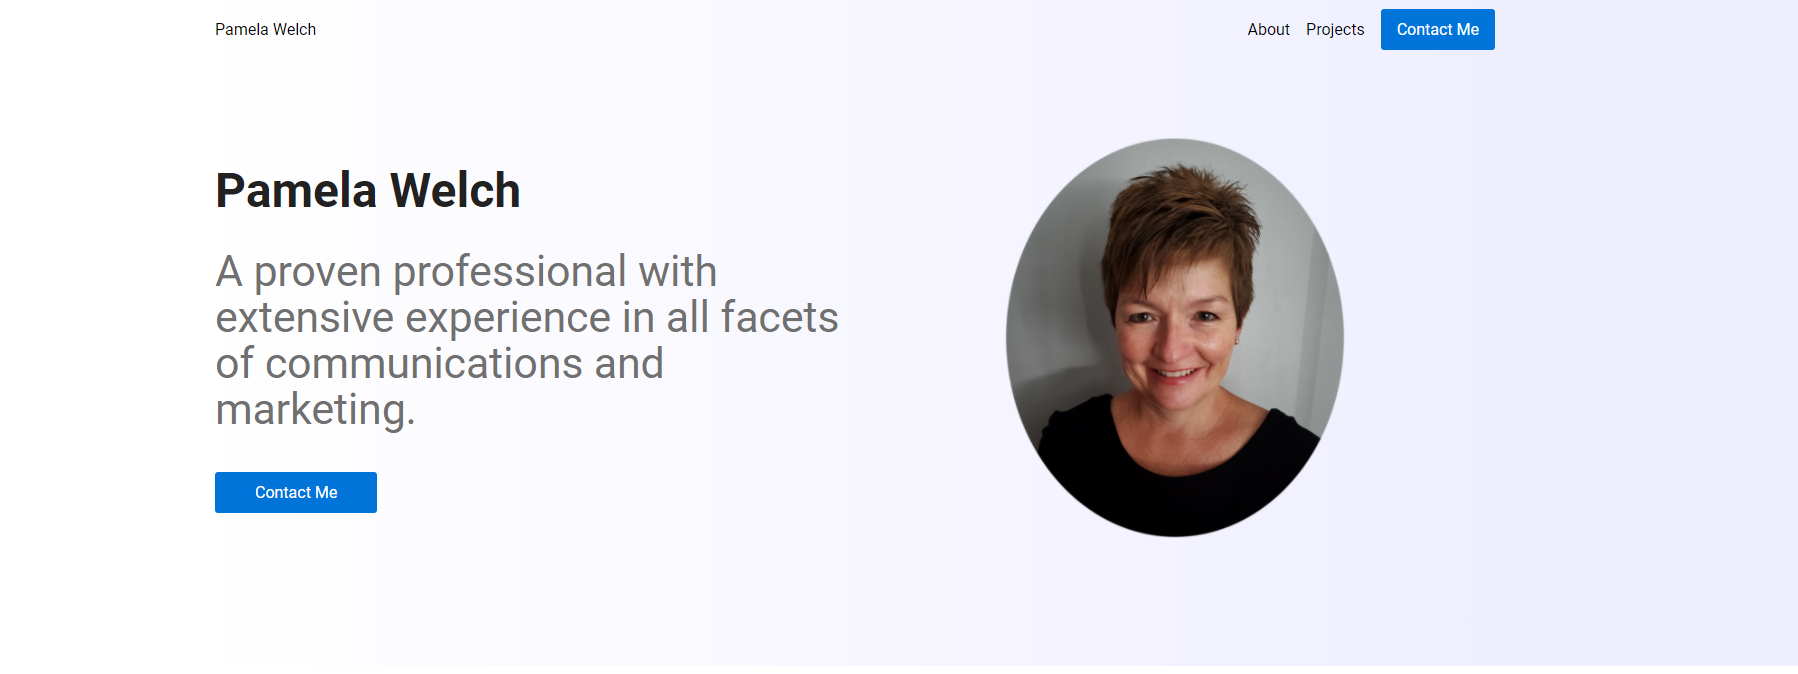 Pamela Welch
About Projects Contact Me
Pamela Welch
A proven professional with
extensive experience in all facets
of communications and
marketing.
Contact Me